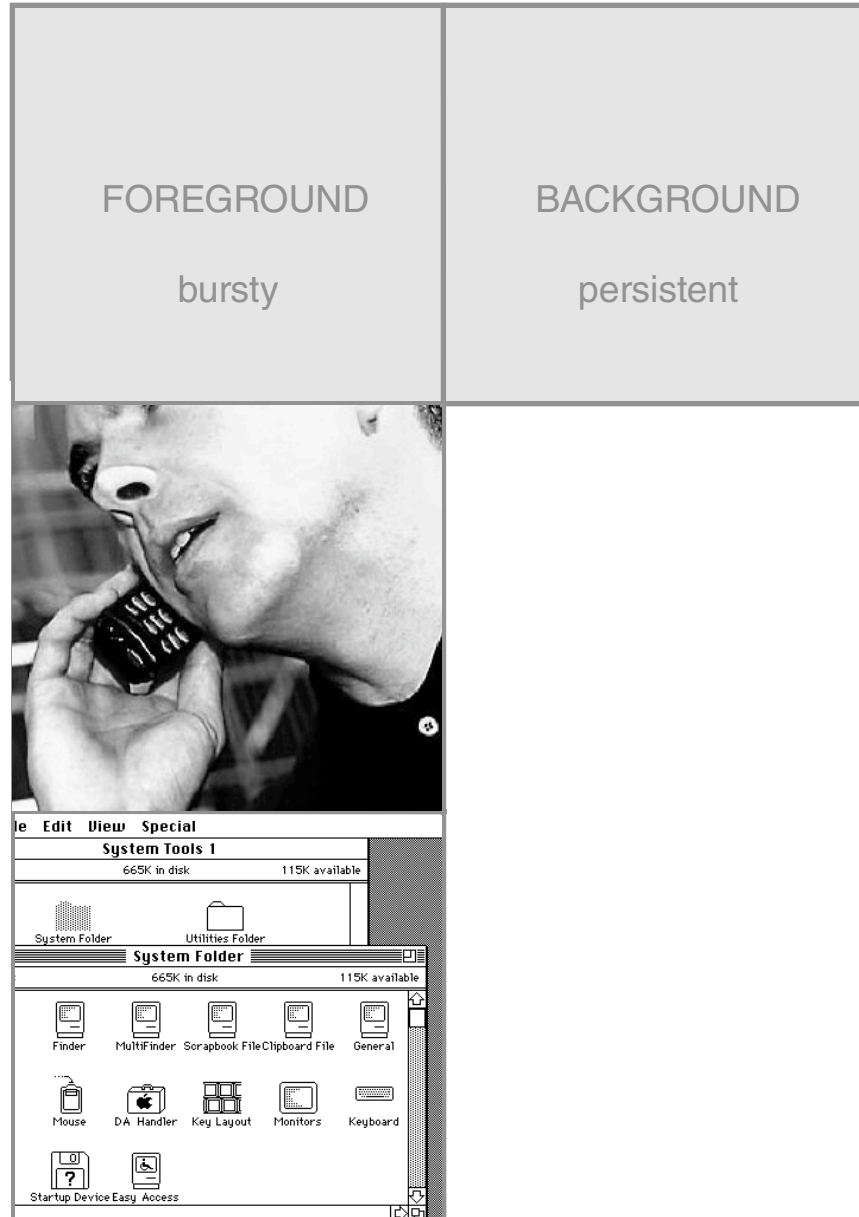 FOREGROUND
BACKGROUND
bursty
persistent
le Edit View Special
System Tools 1
665K in disk 115K available
System Folder Utilities Folder
System Folder
665K in disk 115K available
Finder MultiFinder Scrapbook File Clipboard File General
Mouse DA Handler Key Layout Monitors Keyboard
?
Startup Device Easy Access